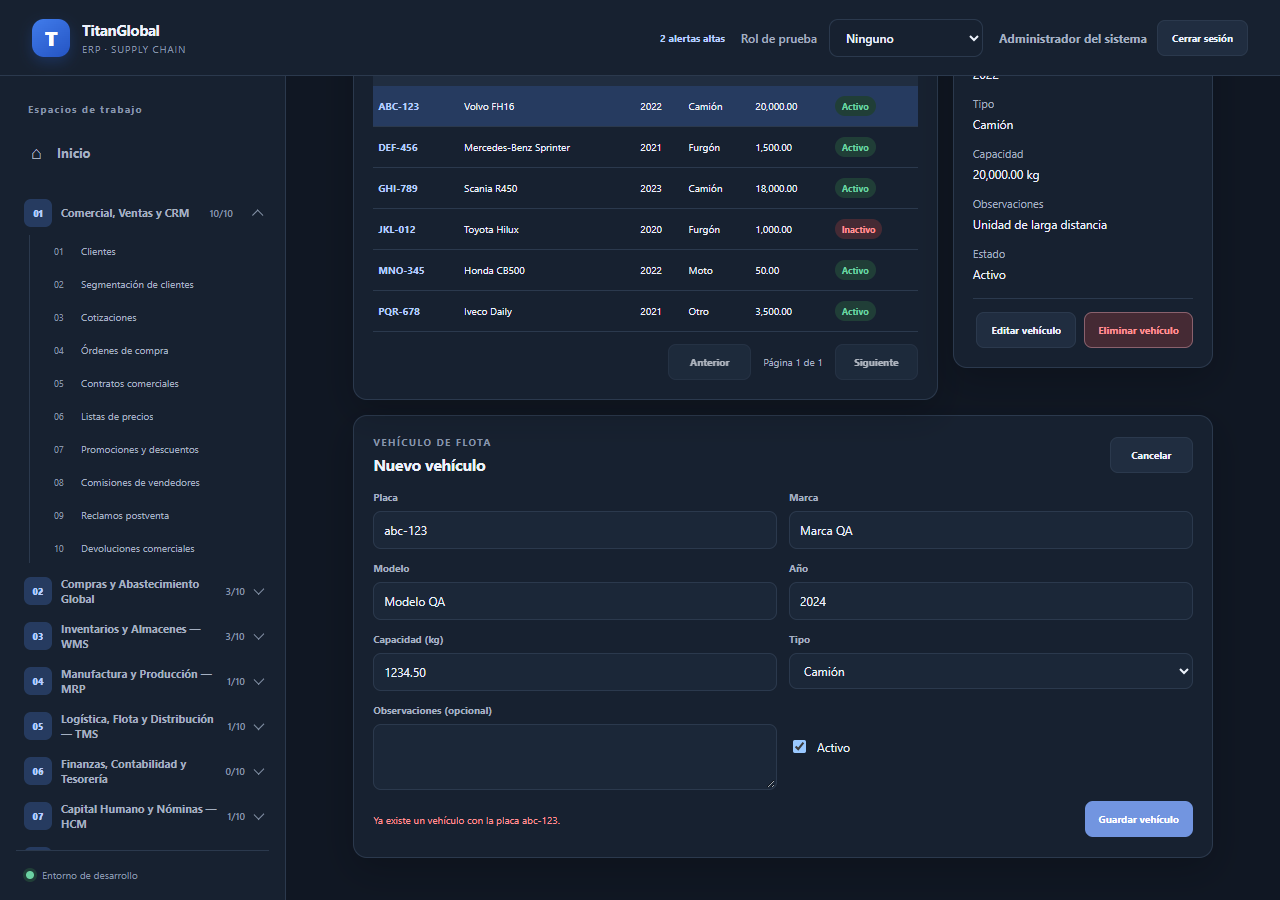 T
TitanGlobal
ERP · SUPPLY CHAIN
2 alertas altas
Rol de prueba
Ninguno
Administrador del sistema
Cerrar sesión
Espacios de trabajo
Inicio
01 Comercial, Ventas y CRM 10/10
01 Clientes
02 Segmentación de clientes
03 Cotizaciones
04 Órdenes de compra
05 Contratos comerciales
06 Listas de precios
07 Promociones y descuentos
08 Comisiones de vendedores
09 Reclamos postventa
10 Devoluciones comerciales
02 Compras y Abastecimiento
Global
3/10
03 Inventarios y Almacenes —
WMS
3/10
04 Manufactura y Producción —
MRP
1/10
05 Logística, Flota y Distribución
— TMS
1/10
06 Finanzas, Contabilidad y
Tesorería
0/10
07 Capital Humano y Nóminas —
HCM
1/10
Entorno de desarrollo
ABC-123 Volvo FH16 2022 Camión 20,000.00 Activo
DEF-456 Mercedes-Benz Sprinter 2021 Furgón 1,500.00 Activo
GHI-789 Scania R450 2023 Camión 18,000.00 Activo
JKL-012 Toyota Hilux 2020 Furgón 1,000.00 Inactivo
MNO-345 Honda CB500 2022 Moto 50.00 Activo
PQR-678 Iveco Daily 2021 Otro 3,500.00 Activo
Anterior Página 1 de 1 Siguiente
2022
Tipo
Camión
Capacidad
20,000.00 kg
Observaciones
Unidad de larga distancia
Estado
Activo
Editar vehículo Eliminar vehículo
VEHÍCULO DE FLOTA
Nuevo vehículo
Cancelar
Placa
abc-123
Marca
Marca QA
Modelo
Modelo QA
Año
2024
Capacidad (kg)
1234.50
Tipo
Camión
Observaciones (opcional)
Activo
Ya existe un vehículo con la placa abc-123.
Guardar vehículo